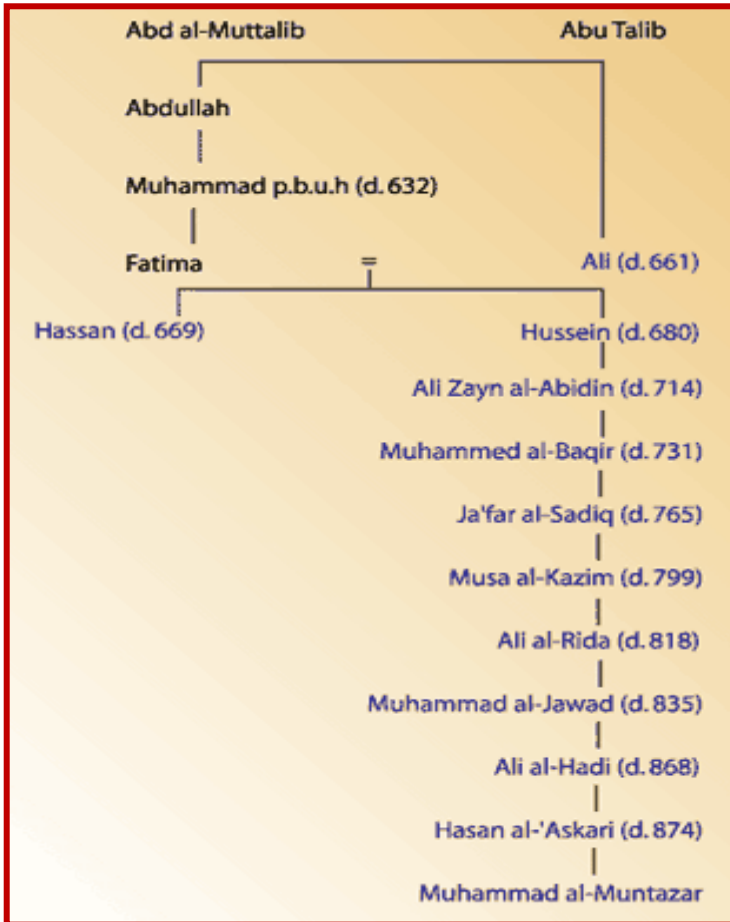 Abd al-Muttalib Abu Talib
Abdullah
Muhammad p.b.u.h (d. 632)
Fatima = Ali (d. 661)
Hassan (d. 669) Hussein (d. 680)
Ali Zayn al-Abidin (d. 714)
Muhammed al-Baqir (d. 731)
Ja'far al-Sadiq (d. 765)
Musa al-Kazim (d. 799)
Ali al-Rida (d. 818)
Muhammad al-Jawad (d. 835)
Ali al-Hadi (d. 868)
Hasan al-'Askari (d. 874)
Muhammad al-Muntazar